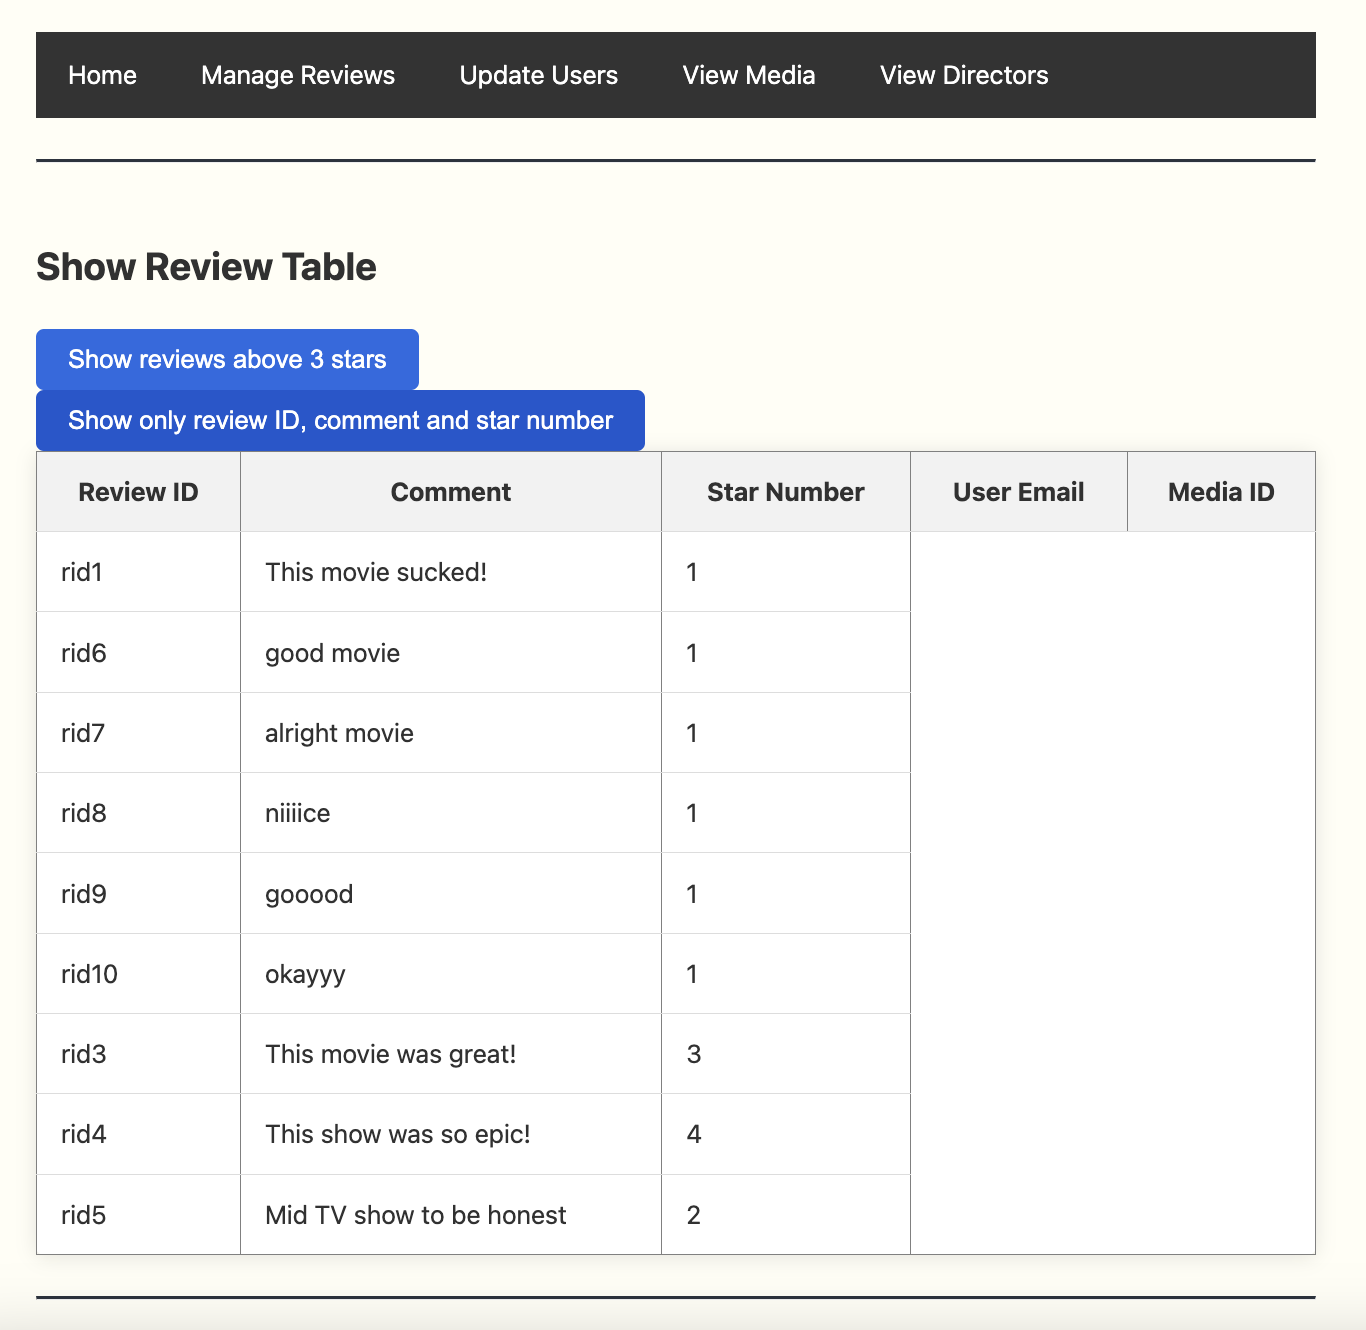 Home Manage Reviews Update Users View Media View Directors
Show Review Table
Show reviews above 3 stars
Show only review ID, comment and star number
Review ID Comment Star Number User Email Media ID
rid1 This movie sucked! 1
rid6 good movie 1
rid7 alright movie 1
rid8 niiiice 1
rid9 gooood 1
rid10 okayyy 1
rid3 This movie was great! 3
rid4 This show was so epic! 4
rid5 Mid TV show to be honest 2